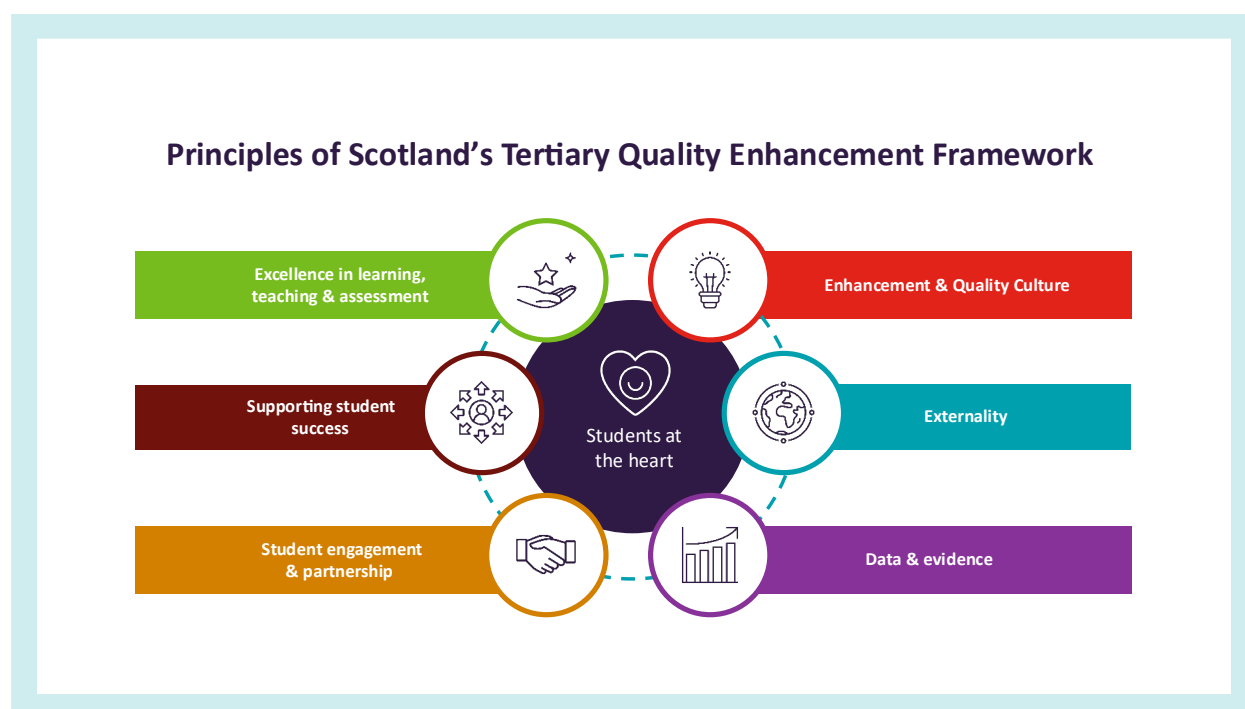 Principles of Scotland’s Tertiary Quality Enhancement Framework
Excellence in learning,
teaching & assessment
Enhancement & Quality Culture
Supporting student
success
Students at
the heart
Externality
Student engagement
& partnership
Data & evidence